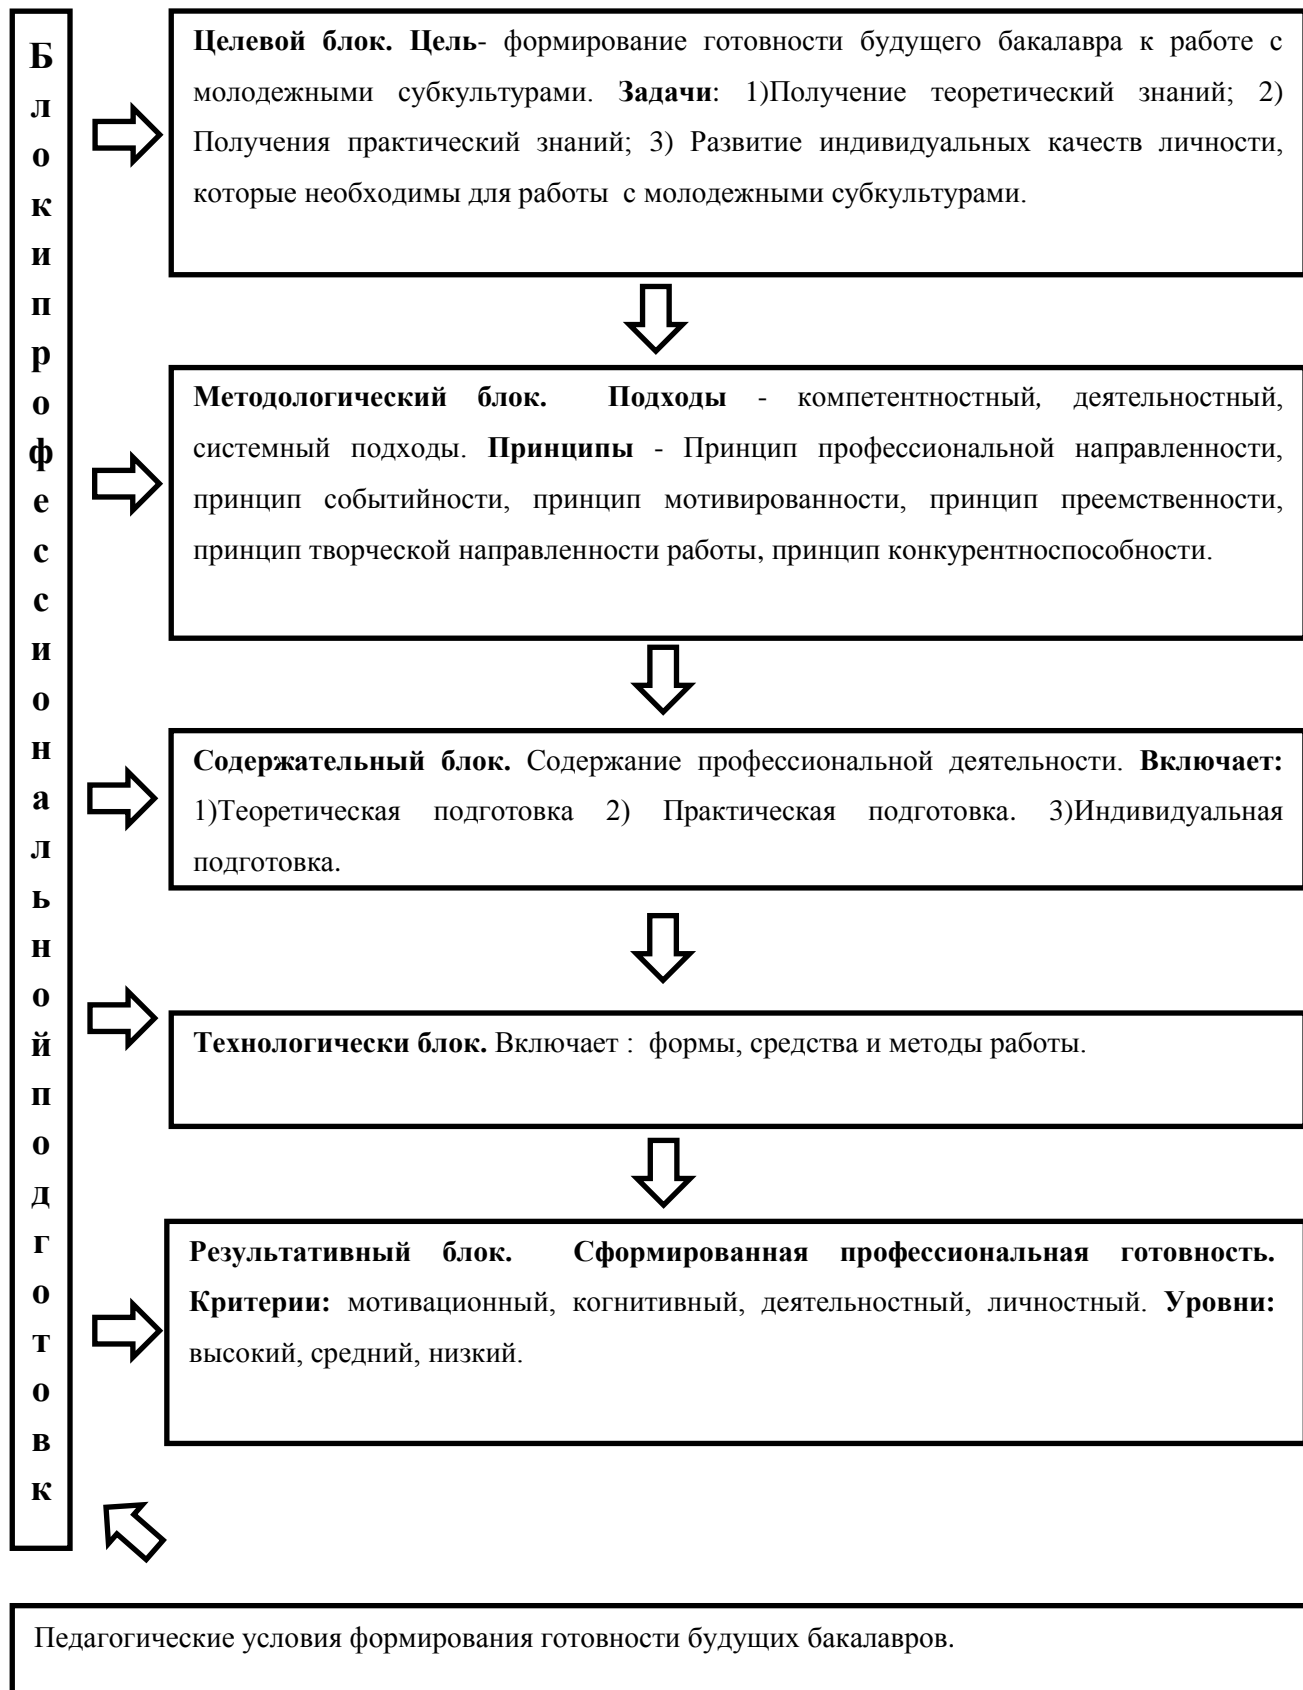 Блоки профессиональной подготовк
Целевой блок. Цель- формирование готовности будущего бакалавра к работе с
молодежными субкультурами. Задачи: 1)Получение теоретический знаний; 2)
Получения практический знаний; 3) Развитие индивидуальных качеств личности,
которые необходимы для работы с молодежными субкультурами.
Методологический блок. Подходы - компетентностный, деятельностный,
системный подходы. Принципы - Принцип профессиональной направленности,
принцип событийности, принцип мотивированности, принцип преемственности,
принцип творческой направленности работы, принцип конкурентноспособности.
Содержательный блок. Содержание профессиональной деятельности. Включает:
1)Теоретическая подготовка 2) Практическая подготовка. 3)Индивидуальная
подготовка.
Технологически блок. Включает : формы, средства и методы работы.
Результативный блок. Сформированная профессиональная готовность.
Критерии: мотивационный, когнитивный, деятельностный, личностный. Уровни:
высокий, средний, низкий.
Педагогические условия формирования готовности будущих бакалавров.